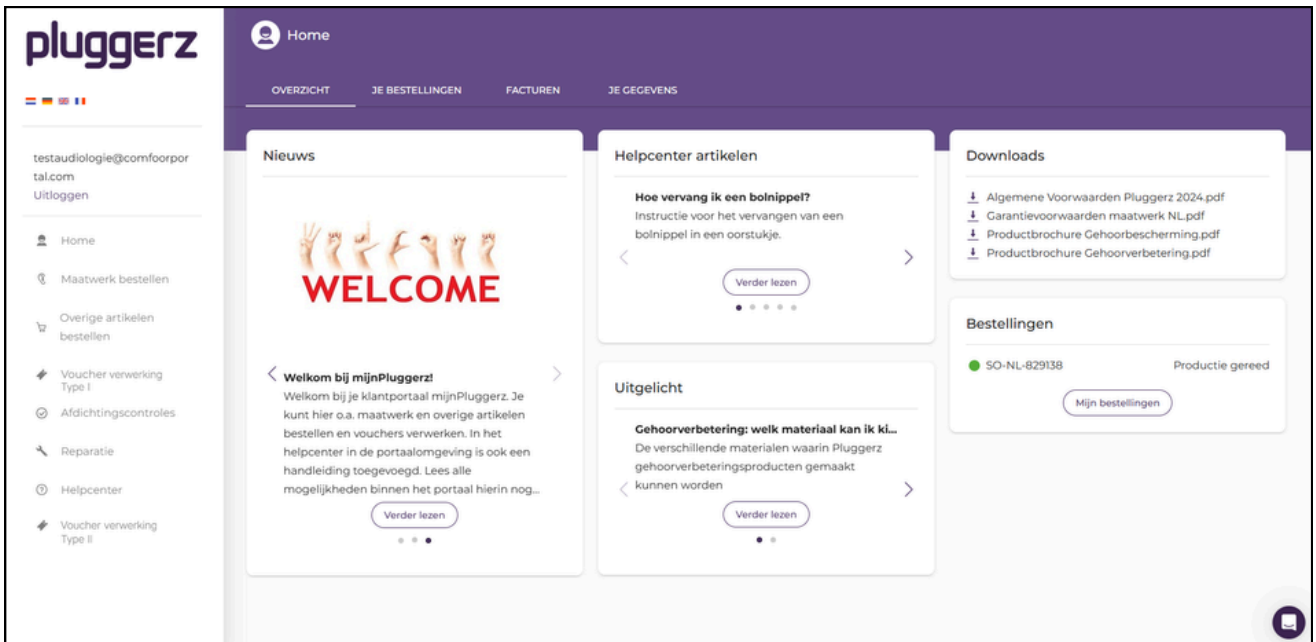 pluggerz
testaudiologie@comfoorpor
tal.com
Uitloggen
Home
Maatwerk bestellen
Overige artikelen
bestellen
Voucher verwerking
Type I
Afdichtingscontroles
Reparatie
Helpcenter
Voucher verwerking
Type II
Home
OVERZICHT
JE BESTELLINGEN
FACTUREN
JE GEGEVENS
Nieuws
WELCOME
Welkom bij mijnPluggerz!
Welkom bij je klantportaal mijnPluggerz. Je
kunt hier o.a. maatwerk en overige artikelen
bestellen en vouchers verwerken. In het
helpcenter in de portaalomgeving is ook een
handleiding toegevoegd. Lees alle
mogelijkheden binnen het portaal hierin nog...
Verder lezen
Helpcenter artikelen
Hoe vervang ik een bolnippel?
Instructie voor het vervangen van een
bolnippel in een oorstukje.
Verder lezen
Uitgelicht
Gehoorverbetering: welk materiaal kan ik ki...
De verschillende materialen waarin Pluggerz
gehoorverbeteringsproducten gemaakt
kunnen worden
Verder lezen
Downloads
Algemene Voorwaarden Pluggerz 2024.pdf
Garantievoorwaarden maatwerk NL.pdf
Productbrochure Gehoorbescherming.pdf
Productbrochure Gehoorverbetering.pdf
Bestellingen
SO-NL-829138 Productie gereed
Mijn bestellingen